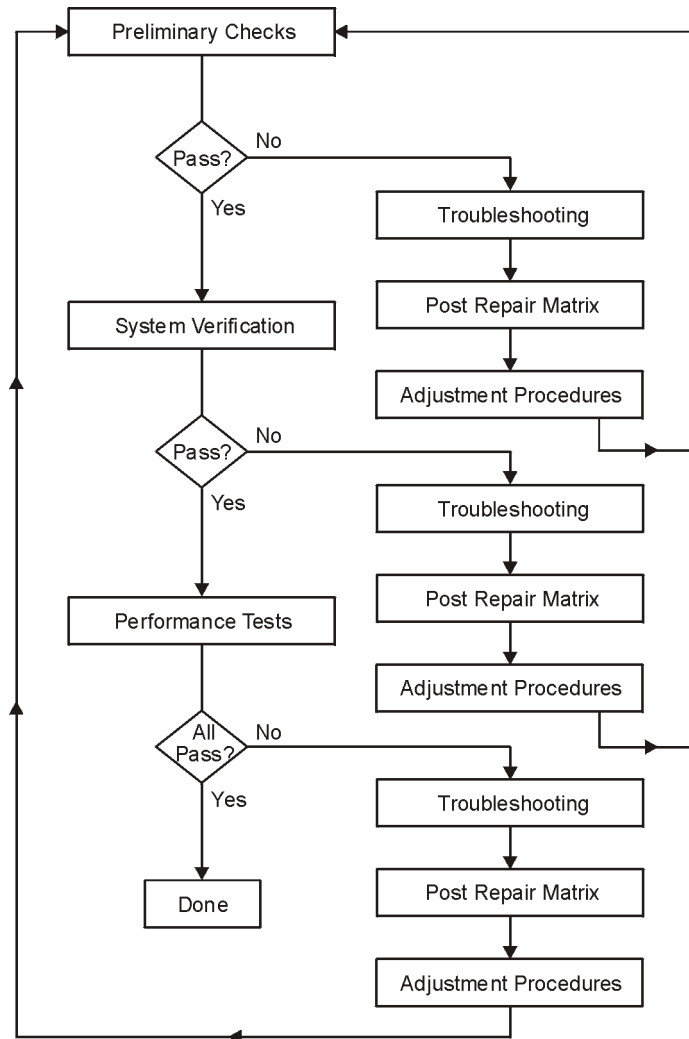 Preliminary Checks
Pass?
No
Yes
Troubleshooting
Post Repair Matrix
Adjustment Procedures
System Verification
Pass?
No
Yes
Troubleshooting
Post Repair Matrix
Adjustment Procedures
Performance Tests
All
Pass?
No
Yes
Troubleshooting
Post Repair Matrix
Adjustment Procedures
Done